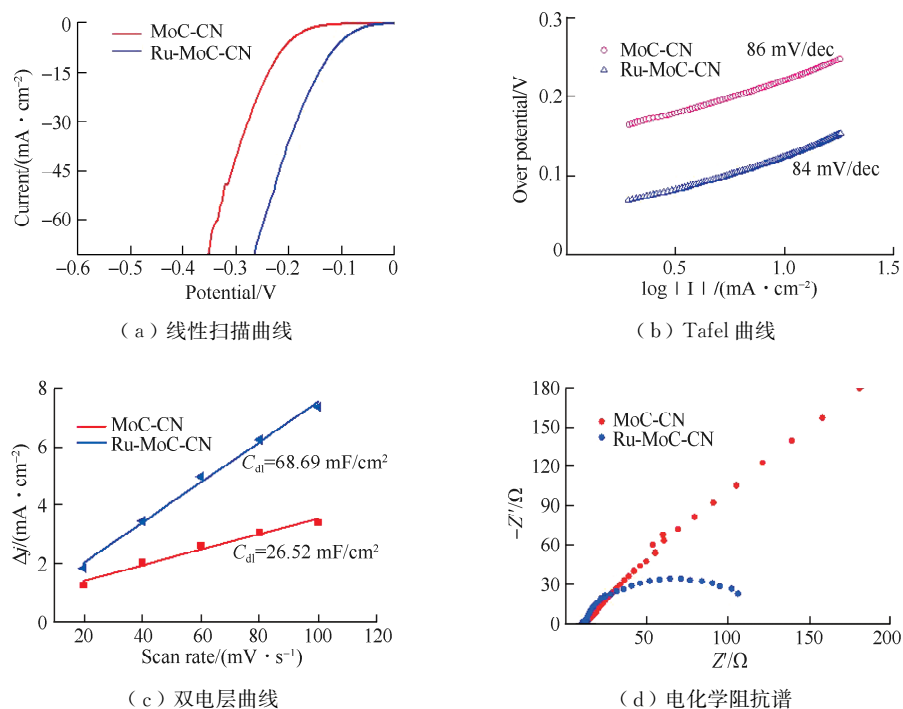 0
−15
−30
−45
−60
Current/(mA·cm⁻²)
MoC-CN
Ru-MoC-CN
−0.6 −0.5 −0.4 −0.3 −0.2 −0.1 0
Potential/V
(a)线性扫描曲线
0.3
0.2
0.1
0
Over potential/V
MoC-CN
Ru-MoC-CN
86 mV/dec
84 mV/dec
0.5 1.0 1.5
log | I | /(mA·cm⁻²)
(b)Tafel 曲线
8
6
4
2
0
Δj/(mA·cm⁻²)
MoC-CN
Ru-MoC-CN
Cdl=68.69 mF/cm²
Cdl=26.52 mF/cm²
20 40 60 80 100 120
Scan rate/(mV·s⁻¹)
(c)双电层曲线
180
150
120
90
60
30
0
−Z″/Ω
MoC-CN
Ru-MoC-CN
50 100 150 200
Z′/Ω
(d)电化学阻抗谱